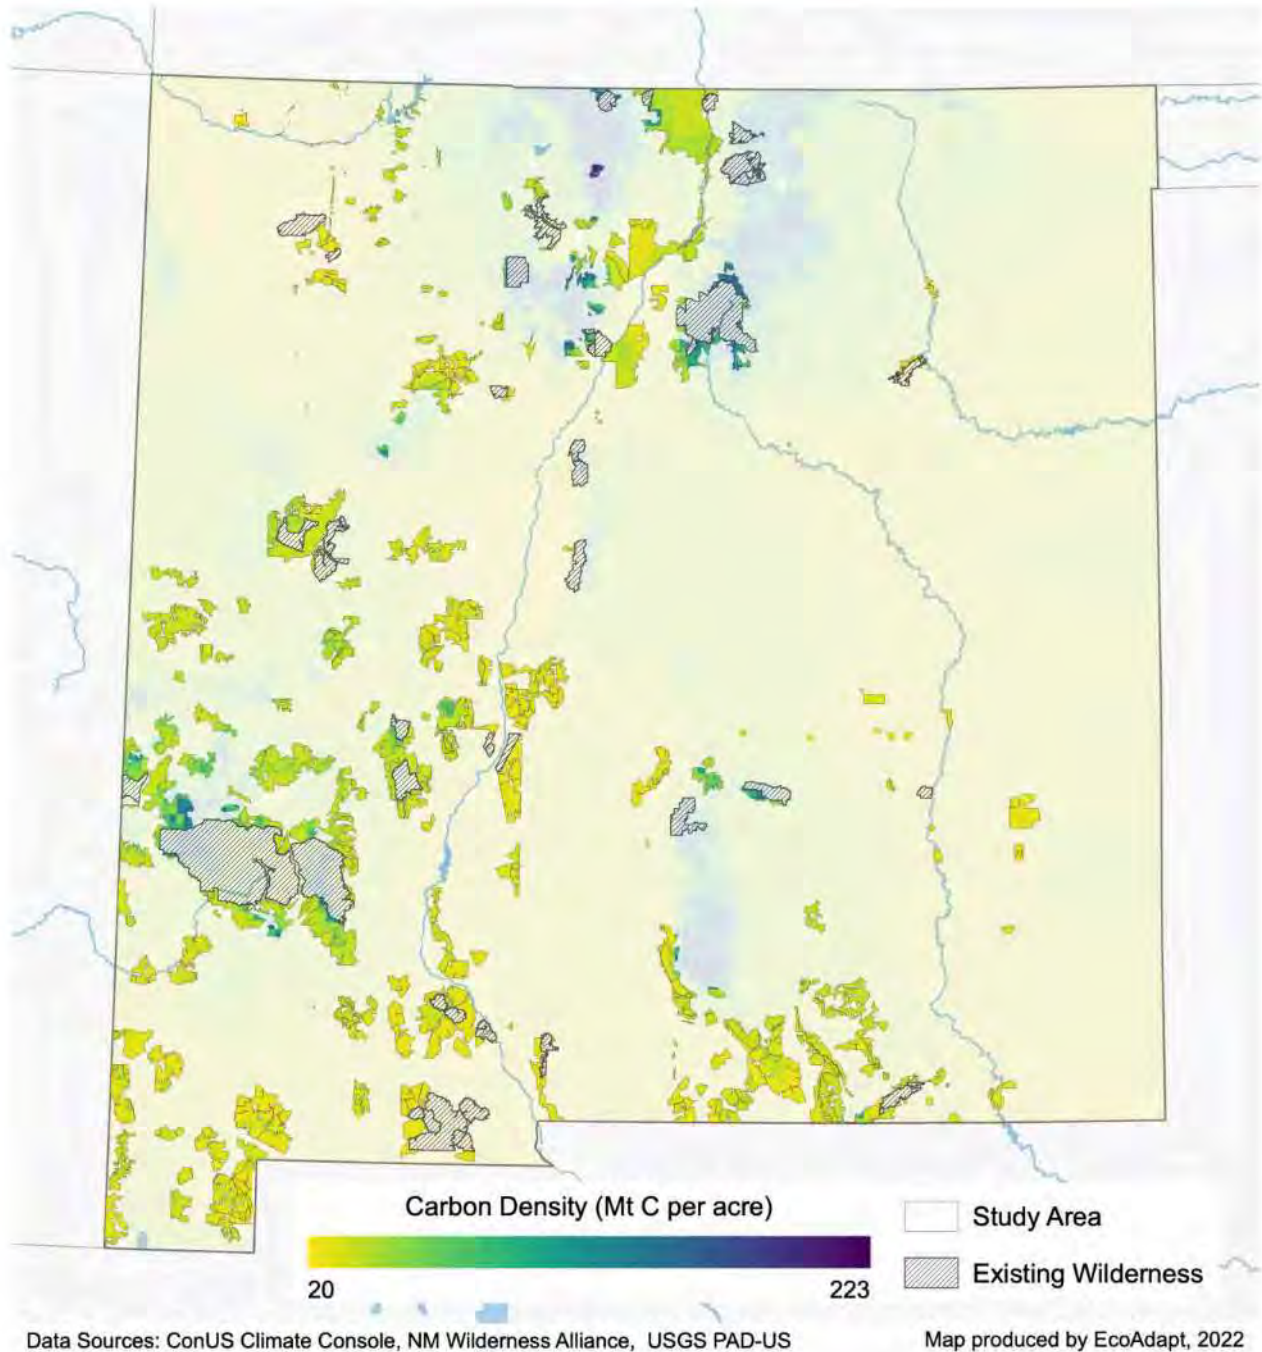 Carbon Density (Mt C per acre)
20
223
Study Area
Existing Wilderness
Data Sources: ConUS Climate Console, NM Wilderness Alliance, USGS PAD-US
Map produced by EcoAdapt, 2022